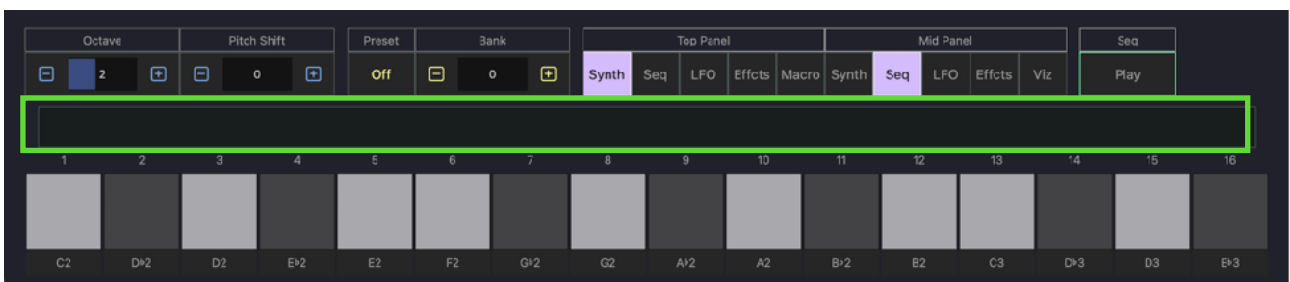 Octave Pitch Shift Preset Bank Top Panel Mid Panel Seq
2 0 Off 0 Synth Seq LFO Effcts Macro Synth Seq LFO Effcts Viz Play
1 2 3 4 5 6 7 8 9 10 11 12 13 14 15 16
C2 D♭2 D2 E♭2 E2 F2 G♭2 G2 A♭2 A2 B♭2 B2 C3 D♭3 D3 E♭3